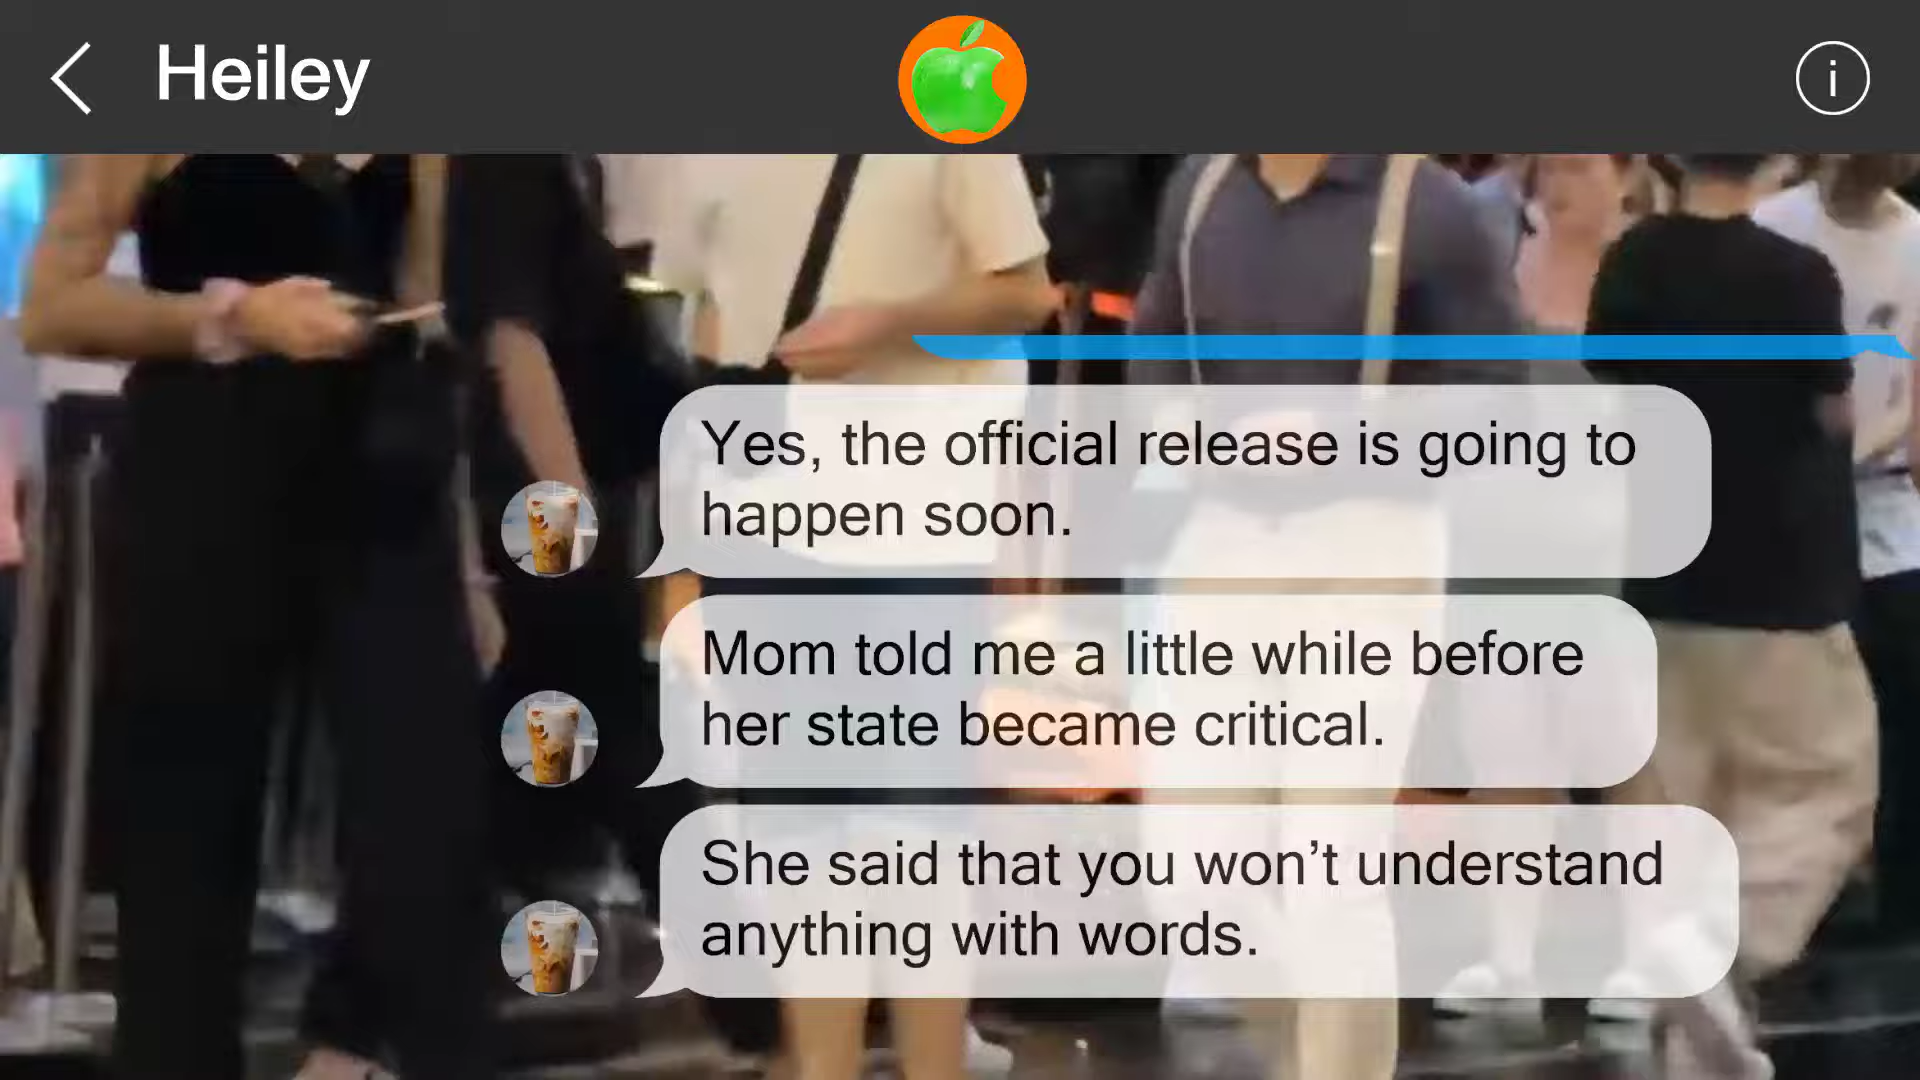 Heiley
i
Yes, the official release is going to
happen soon.
Mom told me a little while before
her state became critical.
She said that you won’t understand
anything with words.